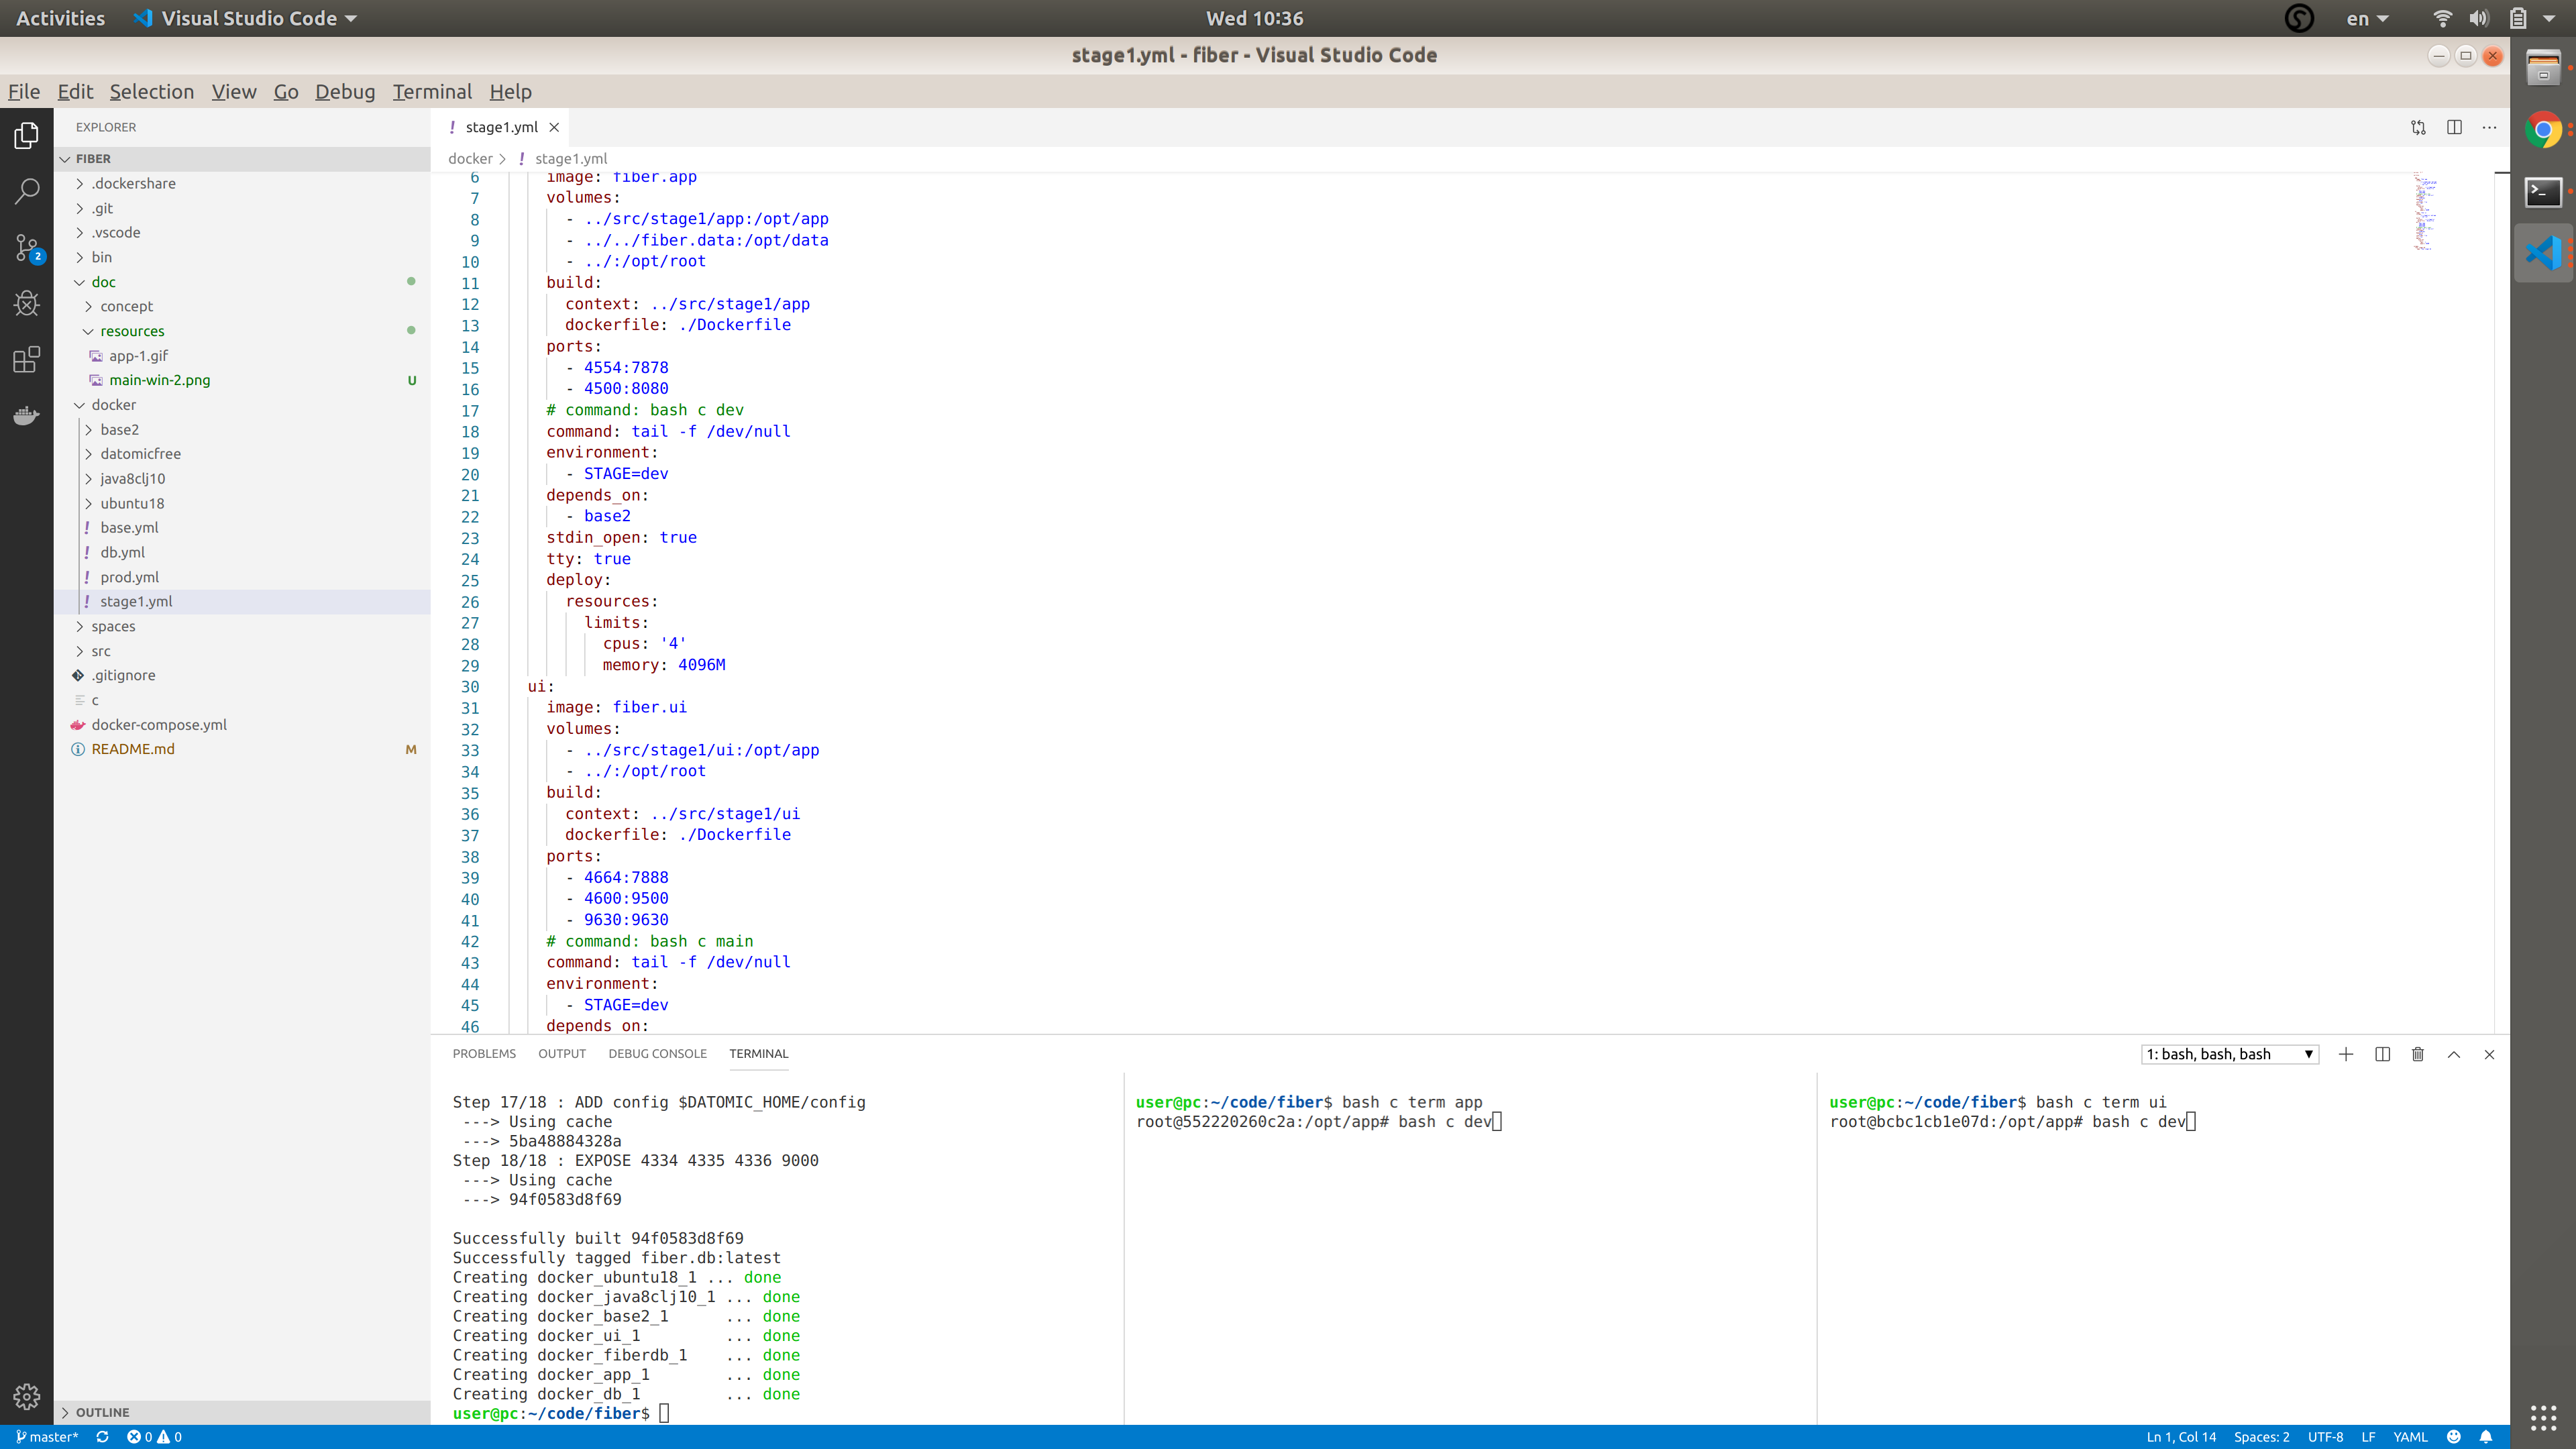 Activities
Visual Studio Code
Wed 10:36
en
stage1.yml - fiber - Visual Studio Code
File Edit Selection View Go Debug Terminal Help
EXPLORER
FIBER
.dockershare
.git
.vscode
bin
doc
concept
resources
app-1.gif
main-win-2.png U
docker
base2
datomicfree
java8clj10
ubuntu18
! base.yml
! db.yml
! prod.yml
! stage1.yml
spaces
src
.gitignore
c
docker-compose.yml
README.md M
OUTLINE
2
! stage1.yml
docker > ! stage1.yml
6 image: fiber.app
7 volumes:
8 - ../src/stage1/app:/opt/app
9 - ../../fiber.data:/opt/data
10 - ../:/opt/root
11 build:
12 context: ../src/stage1/app
13 dockerfile: ./Dockerfile
14 ports:
15 - 4554:7878
16 - 4500:8080
17 # command: bash c dev
18 command: tail -f /dev/null
19 environment:
20 - STAGE=dev
21 depends_on:
22 - base2
23 stdin_open: true
24 tty: true
25 deploy:
26 resources:
27 limits:
28 cpus: '4'
29 memory: 4096M
30 ui:
31 image: fiber.ui
32 volumes:
33 - ../src/stage1/ui:/opt/app
34 - ../:/opt/root
35 build:
36 context: ../src/stage1/ui
37 dockerfile: ./Dockerfile
38 ports:
39 - 4664:7888
40 - 4600:9500
41 - 9630:9630
42 # command: bash c main
43 command: tail -f /dev/null
44 environment:
45 - STAGE=dev
46 depends_on:
PROBLEMS OUTPUT DEBUG CONSOLE TERMINAL
1: bash, bash, bash
Step 17/18 : ADD config $DATOMIC_HOME/config
---> Using cache
---> 5ba48884328a
Step 18/18 : EXPOSE 4334 4335 4336 9000
---> Using cache
---> 94f0583d8f69
Successfully built 94f0583d8f69
Successfully tagged fiber.db:latest
Creating docker_ubuntu18_1 ... done
Creating docker_java8clj10_1 ... done
Creating docker_base2_1 ... done
Creating docker_ui_1 ... done
Creating docker_fiberdb_1 ... done
Creating docker_app_1 ... done
Creating docker_db_1 ... done
user@pc:~/code/fiber$
user@pc:~/code/fiber$ bash c term app
root@552220260c2a:/opt/app# bash c dev
user@pc:~/code/fiber$ bash c term ui
root@bcbc1cb1e07d:/opt/app# bash c dev
master* 0 0
Ln 1, Col 14 Spaces: 2 UTF-8 LF YAML